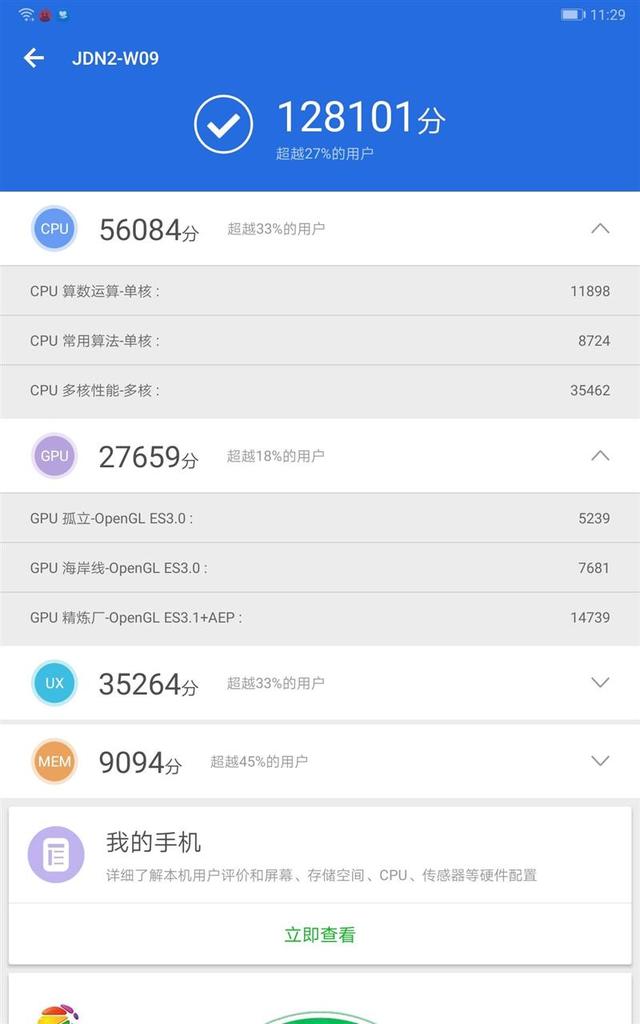 11:29
JDN2-W09
128101分
超越27%的用户
CPU 56084分 超越33%的用户
CPU 算数运算-单核 : 11898
CPU 常用算法-单核 : 8724
CPU 多核性能-多核 : 35462
GPU 27659分 超越18%的用户
GPU 孤立-OpenGL ES3.0 : 5239
GPU 海岸线-OpenGL ES3.0 : 7681
GPU 精炼厂-OpenGL ES3.1+AEP : 14739
UX 35264分 超越33%的用户
MEM 9094分 超越45%的用户
我的手机
详细了解本机用户评价和屏幕、存储空间、CPU、传感器等硬件配置
立即查看